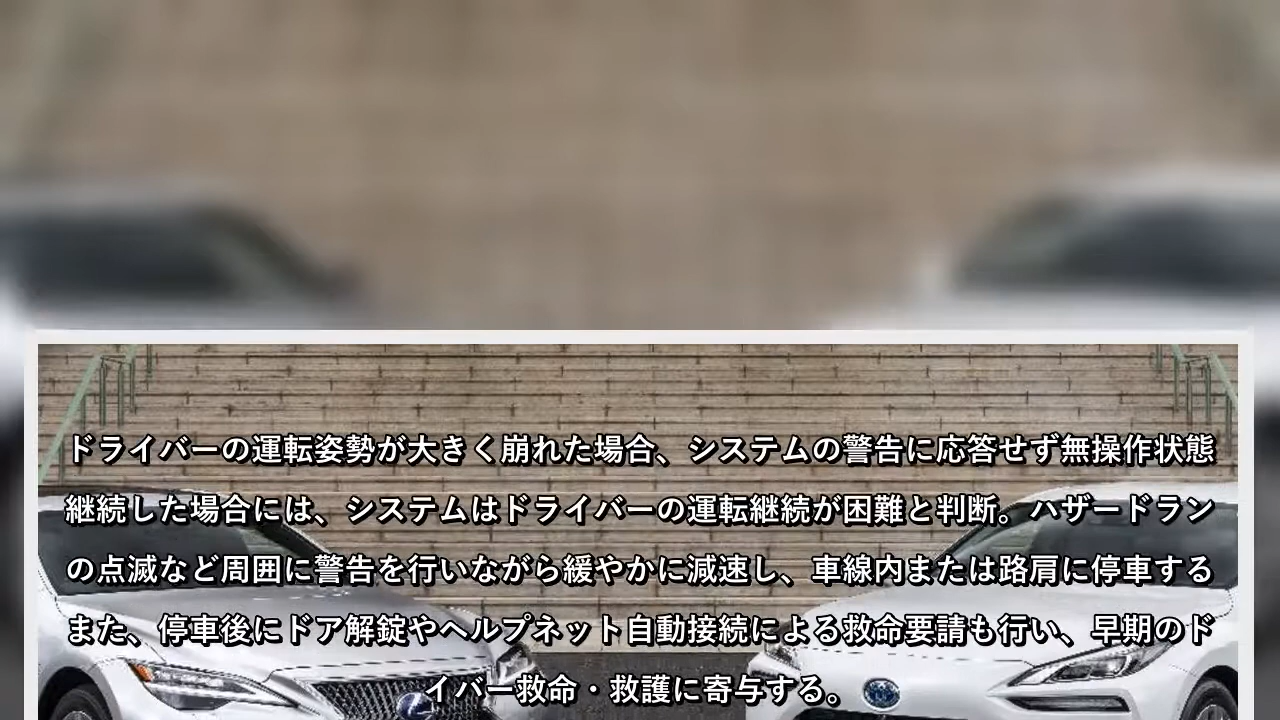 ドライバーの運転姿勢が大きく崩れた場合、システムの警告に応答せず無操作状態
継続した場合には、システムはドライバーの運転継続が困難と判断。ハザードラン
の点滅など周囲に警告を行いながら緩やかに減速し、車線内または路肩に停車する
また、停車後にドア解錠やヘルプネット自動接続による救命要請も行い、早期のド
イバー救命・救護に寄与する。